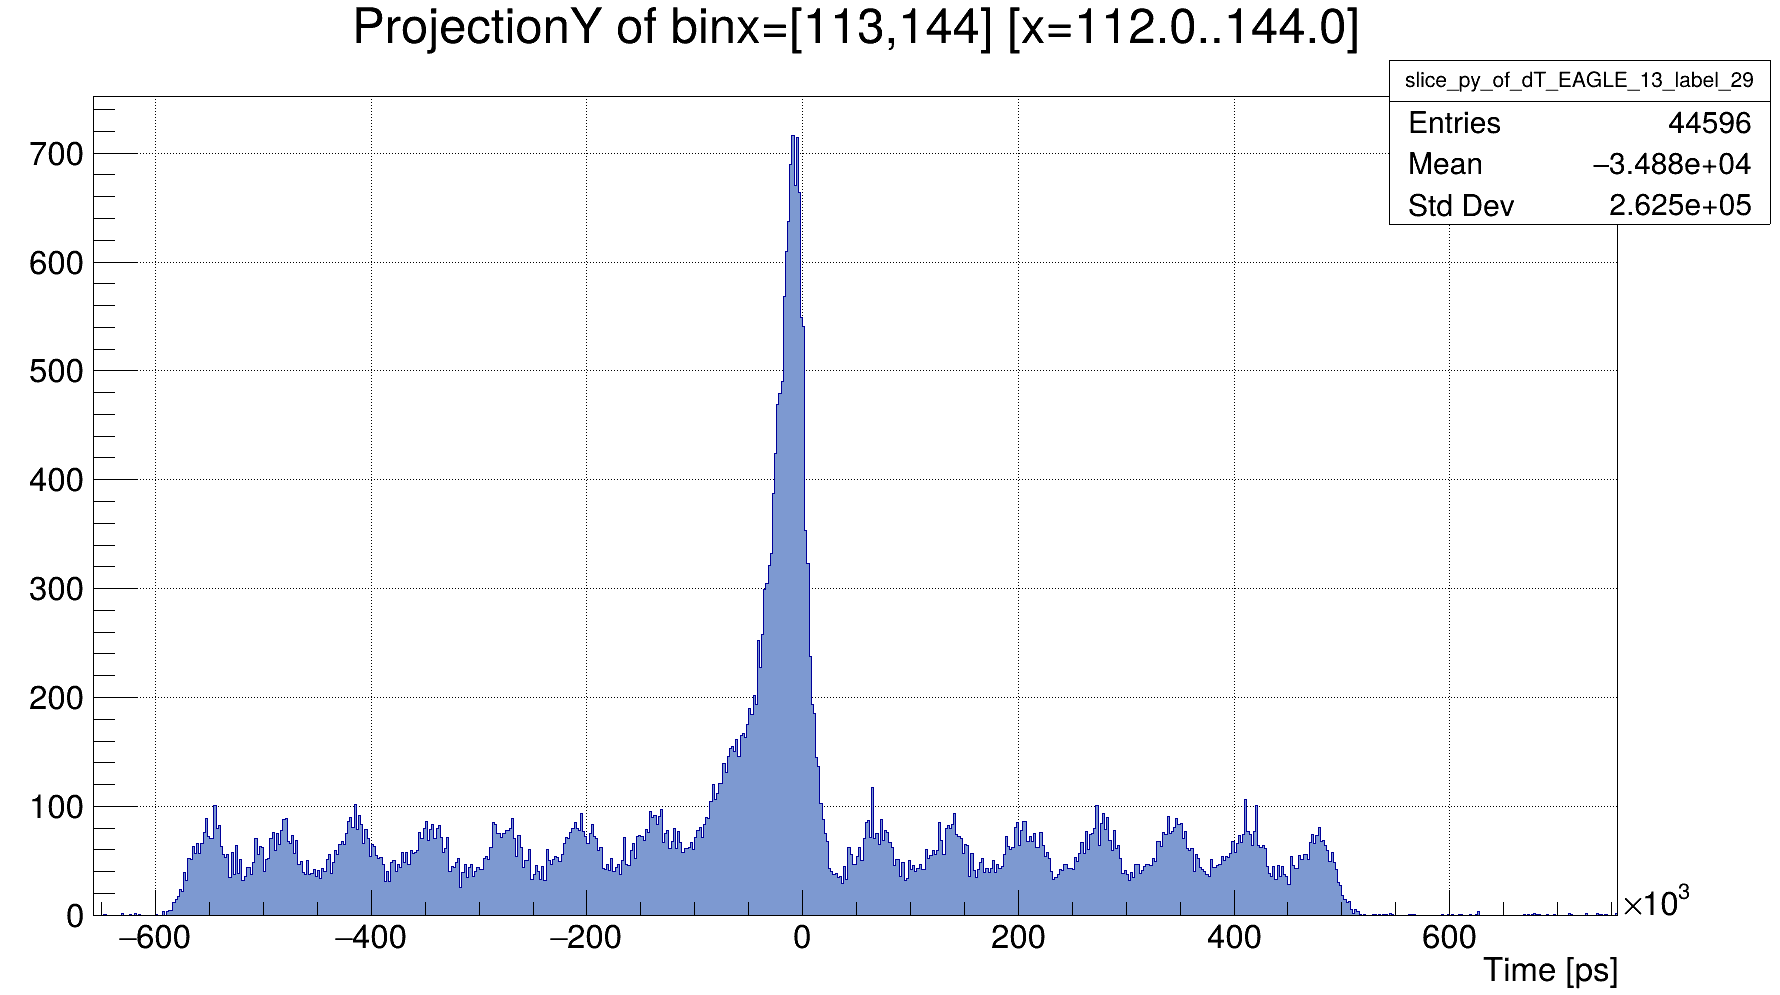 ProjectionY of binx=[113,144] [x=112.0..144.0]
slice_py_of_dT_EAGLE_13_label_29
Entries 44596
Mean −3.488e+04
Std Dev 2.625e+05
700
600
500
400
300
200
100
0
−600 −400 −200 0 200 400 600
×10³
Time [ps]